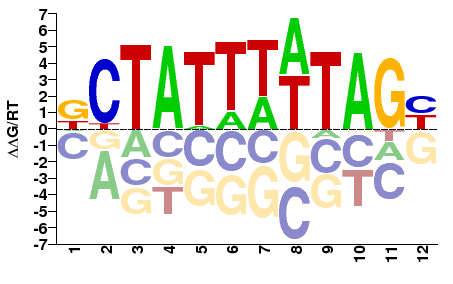 ΔΔG/RT
7
6
5
4
3
2
1
0
-1
-2
-3
-4
-5
-6
-7
G T C
C T G A
T A C G
A C G T
T A C G
T A C G
T A C G
A T G C
T A C G
A C T
G T A C
C T G
1 2 3 4 5 6 7 8 9 10 11 12